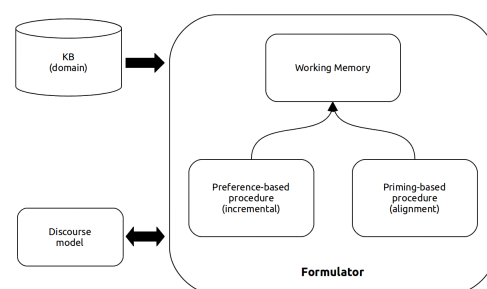 KB
(domain)
Working Memory
Preference-based
procedure
(incremental)
Priming-based
procedure
(alignment)
Discourse
model
Formulator